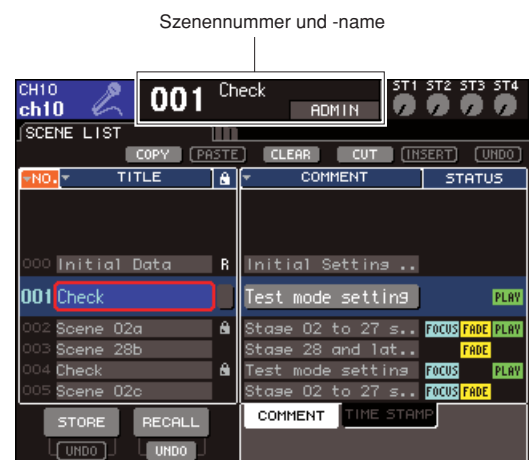 Szenennummer und -name
CH10
ch10
001
Check
ADMIN
ST1 ST2 ST3 ST4
SCENE LIST
COPY PASTE CLEAR CUT INSERT UNDO
NO. TITLE COMMENT STATUS
000 Initial Data R Initial Setting ..
001 Check Test mode setting PLAY
002 Scene 02a Stage 02 to 27 s.. FOCUS FADE PLAY
003 Scene 28b Stage 28 and lat.. FADE
004 Check Test mode setting FOCUS PLAY
005 Scene 02c Stage 02 to 27 s.. FOCUS FADE
STORE RECALL COMMENT TIME STAMP
UNDO UNDO